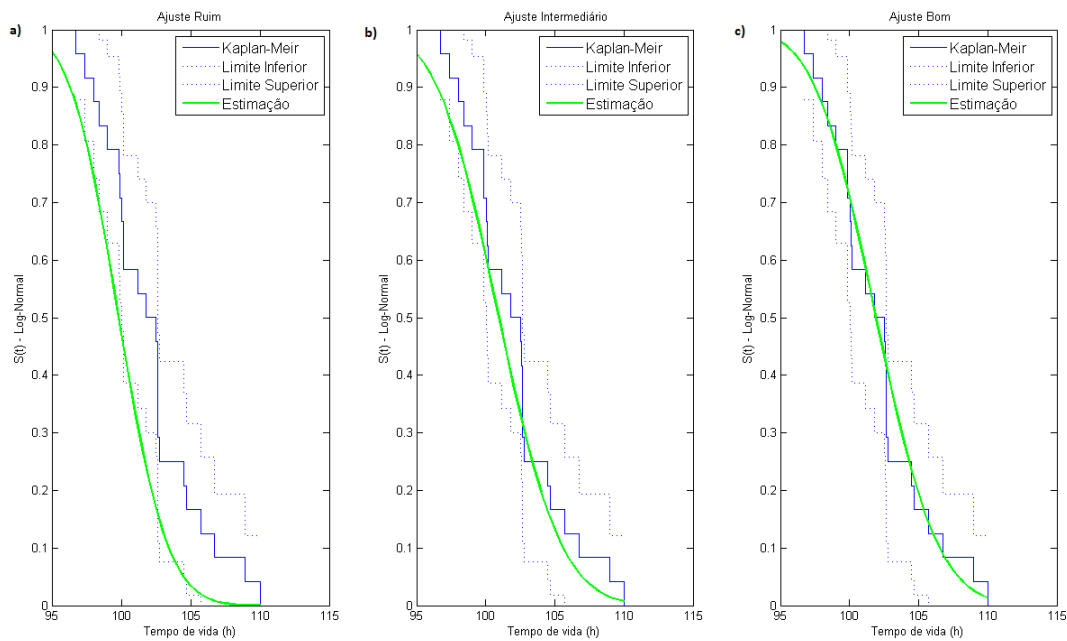 a)
Ajuste Ruim
Kaplan-Meir
Limite Inferior
Limite Superior
Estimação
S(t) - Log-Normal
1
0.9
0.8
0.7
0.6
0.5
0.4
0.3
0.2
0.1
0
95 100 105 110 115
Tempo de vida (h)
b)
Ajuste Intermediário
Kaplan-Meir
Limite Inferior
Limite Superior
Estimação
S(t) - Log-Normal
1
0.9
0.8
0.7
0.6
0.5
0.4
0.3
0.2
0.1
0
95 100 105 110 115
Tempo de vida (h)
c)
Ajuste Bom
Kaplan-Meir
Limite Inferior
Limite Superior
Estimação
S(t) - Log-Normal
1
0.9
0.8
0.7
0.6
0.5
0.4
0.3
0.2
0.1
0
95 100 105 110 115
Tempo de vida (h)